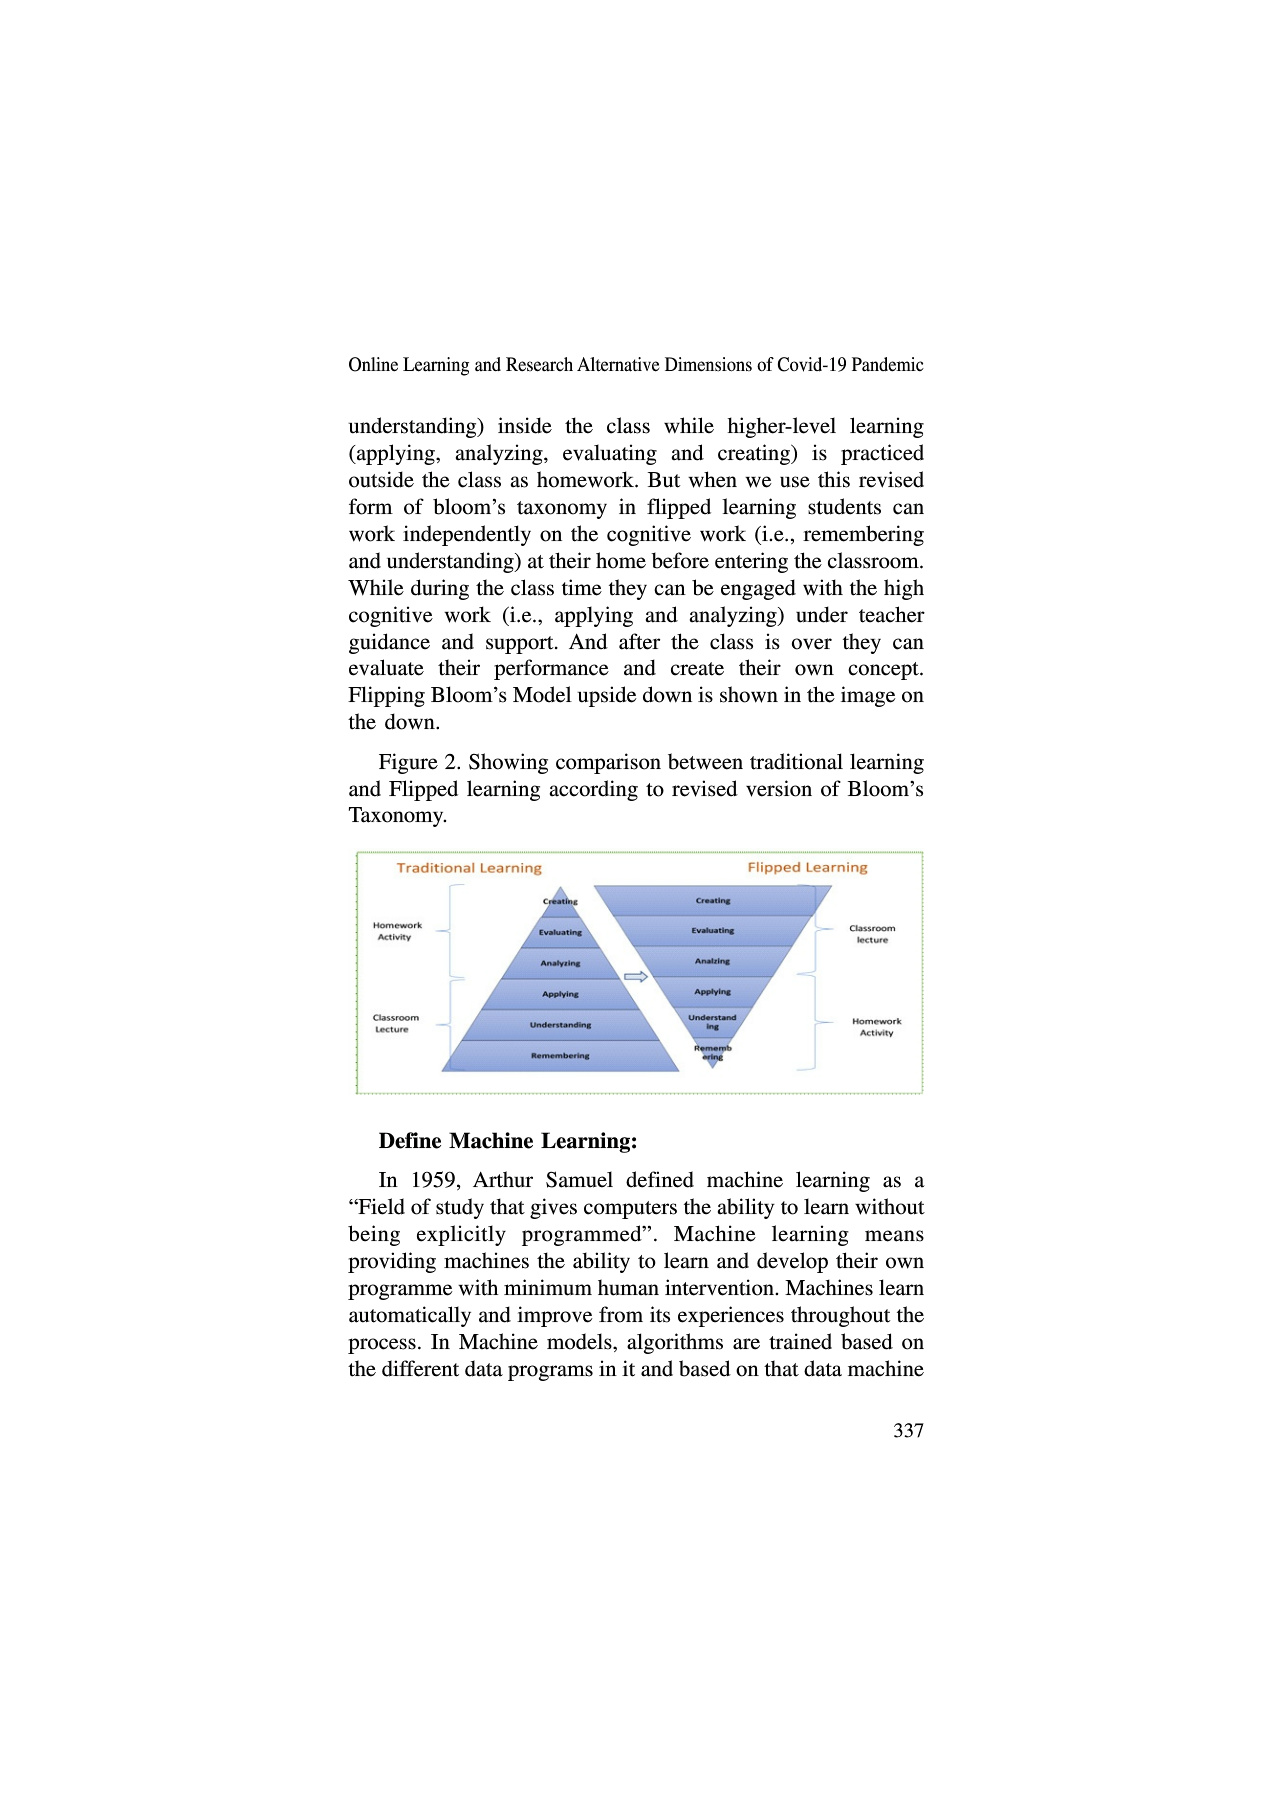 Online Learning and Research Alternative Dimensions of Covid-19 Pandemic
understanding) inside the class while higher-level learning
(applying, analyzing, evaluating and creating) is practiced
outside the class as homework. But when we use this revised
form of bloom’s taxonomy in flipped learning students can
work independently on the cognitive work (i.e., remembering
and understanding) at their home before entering the classroom.
While during the class time they can be engaged with the high
cognitive work (i.e., applying and analyzing) under teacher
guidance and support. And after the class is over they can
evaluate their performance and create their own concept.
Flipping Bloom’s Model upside down is shown in the image on
the down.
Figure 2. Showing comparison between traditional learning
and Flipped learning according to revised version of Bloom’s
Taxonomy.
Traditional Learning
Homework
Activity
Classroom
Lecture
Creating
Evaluating
Analyzing
Applying
Understanding
Remembering
Flipped Learning
Creating
Evaluating
Analzing
Applying
Understand
ing
Rememb
ering
Classroom
lecture
Homework
Activity
Define Machine Learning:
In 1959, Arthur Samuel defined machine learning as a
“Field of study that gives computers the ability to learn without
being explicitly programmed”. Machine learning means
providing machines the ability to learn and develop their own
programme with minimum human intervention. Machines learn
automatically and improve from its experiences throughout the
process. In Machine models, algorithms are trained based on
the different data programs in it and based on that data machine
337